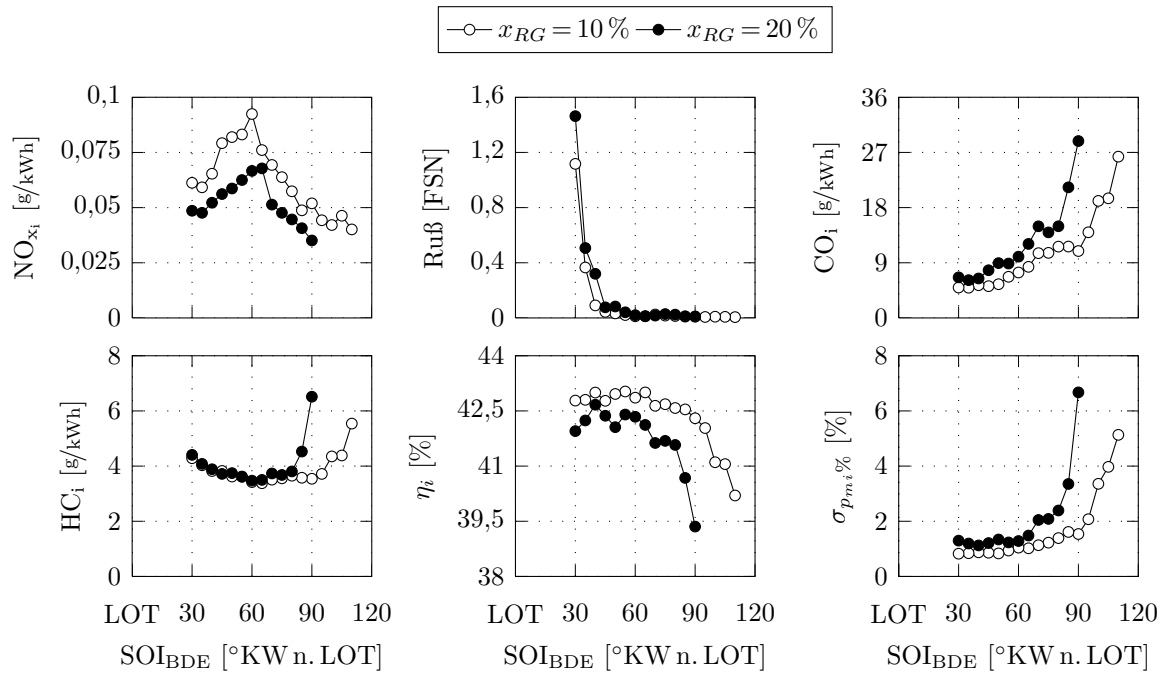 x_RG = 10 % x_RG = 20 %
NO_x_i [g/kWh]
0,1
0,075
0,05
0,025
0
Ruß [FSN]
1,6
1,2
0,8
0,4
0
CO_i [g/kWh]
36
27
18
9
0
HC_i [g/kWh]
8
6
4
2
0
LOT 30 60 90 120
SOI_BDE [°KW n. LOT]
η_i [%]
44
42,5
41
39,5
38
LOT 30 60 90 120
SOI_BDE [°KW n. LOT]
σ_p_mi% [%]
8
6
4
2
0
LOT 30 60 90 120
SOI_BDE [°KW n. LOT]